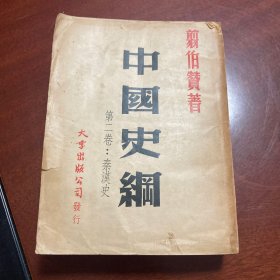 翦伯贊著
中國史綱
第二卷：秦漢史
大孚出版公司發行